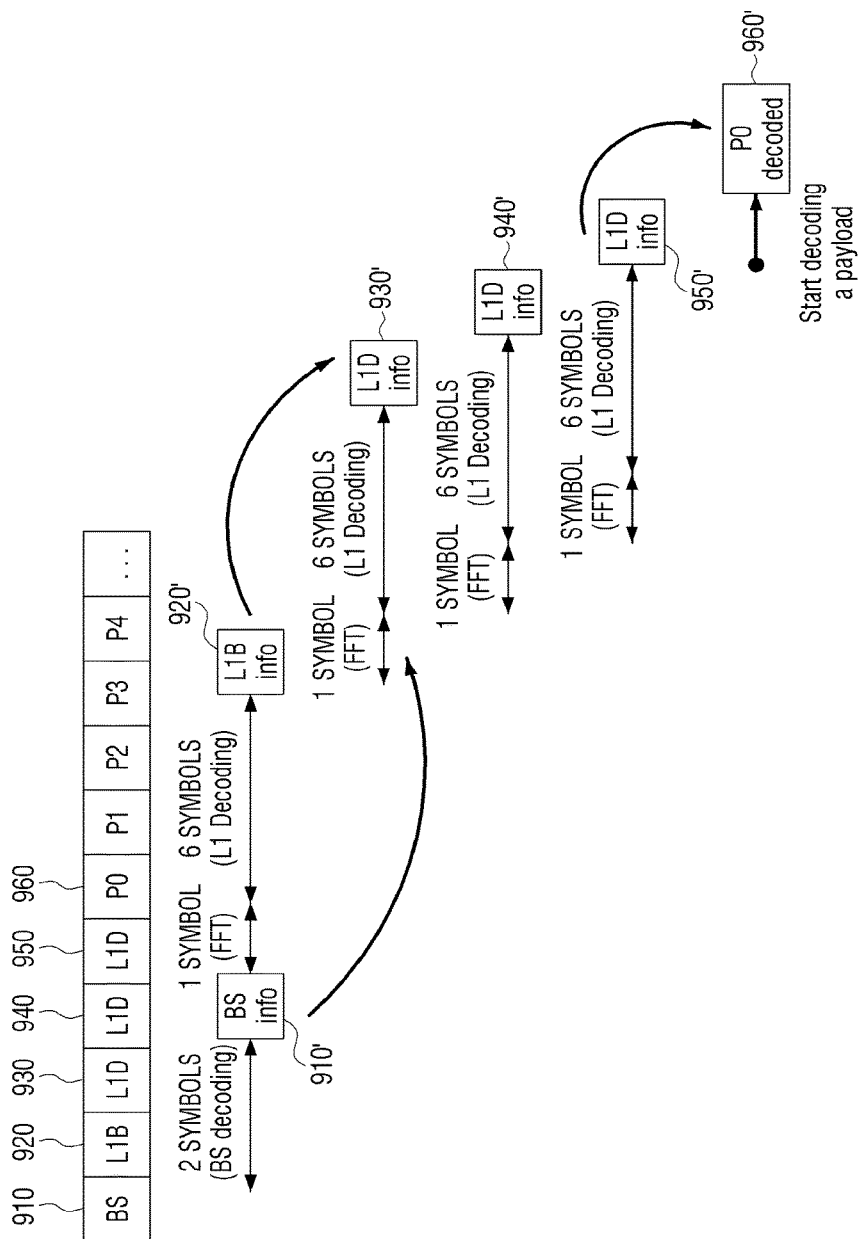 910
920
930
940
950
960
BS
L1B
L1D
L1D
L1D
P0
P1
P2
P3
P4
...
2 SYMBOLS
(BS decoding)
BS
info
910'
1 SYMBOL
(FFT)
6 SYMBOLS
(L1 Decoding)
L1B
info
920'
1 SYMBOL
(FFT)
6 SYMBOLS
(L1 Decoding)
L1D
info
930'
1 SYMBOL
(FFT)
6 SYMBOLS
(L1 Decoding)
L1D
info
940'
1 SYMBOL
(FFT)
6 SYMBOLS
(L1 Decoding)
L1D
info
950'
P0
decoded
960'
Start decoding
a payload